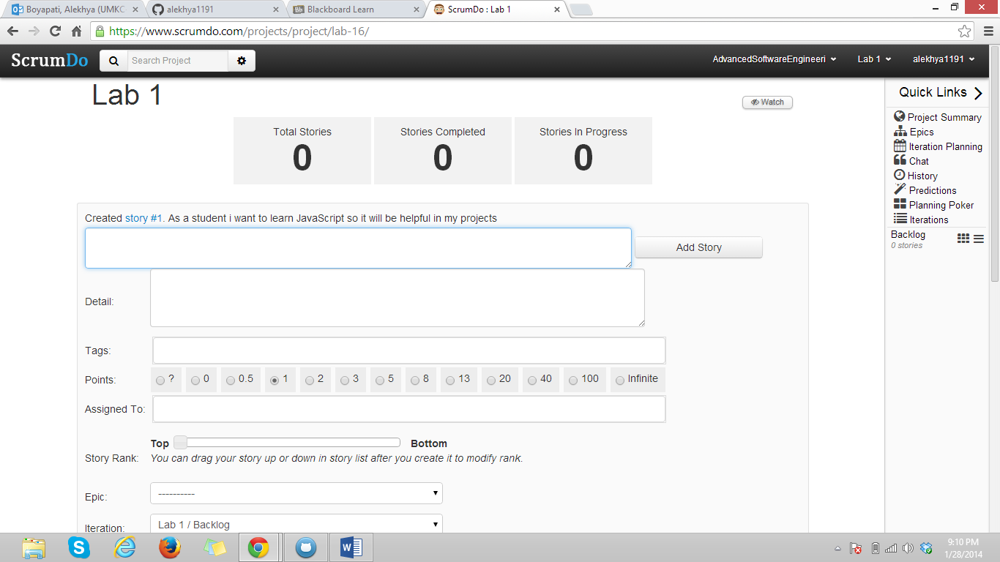 Boyapati, Alekhya (UMKC
alekhya1191
Bb Blackboard Learn
ScrumDo : Lab 1
https://www.scrumdo.com/projects/project/lab-16/
ScrumDo
Search Project
AdvancedSoftwareEngineeri
Lab 1
alekhya1191
Lab 1
Watch
Quick Links
Total Stories
Stories Completed
Stories In Progress
0
0
0
Project Summary
Epics
Iteration Planning
Chat
History
Predictions
Planning Poker
Iterations
Backlog
0 stories
Created story #1. As a student i want to learn JavaScript so it will be helpful in my projects
Add Story
Detail:
Tags:
Points: ? 0 0.5 1 2 3 5 8 13 20 40 100 Infinite
Assigned To:
Top Bottom
Story Rank: You can drag your story up or down in story list after you create it to modify rank.
Epic: ----------
Iteration: Lab 1 / Backlog
9:10 PM
1/28/2014